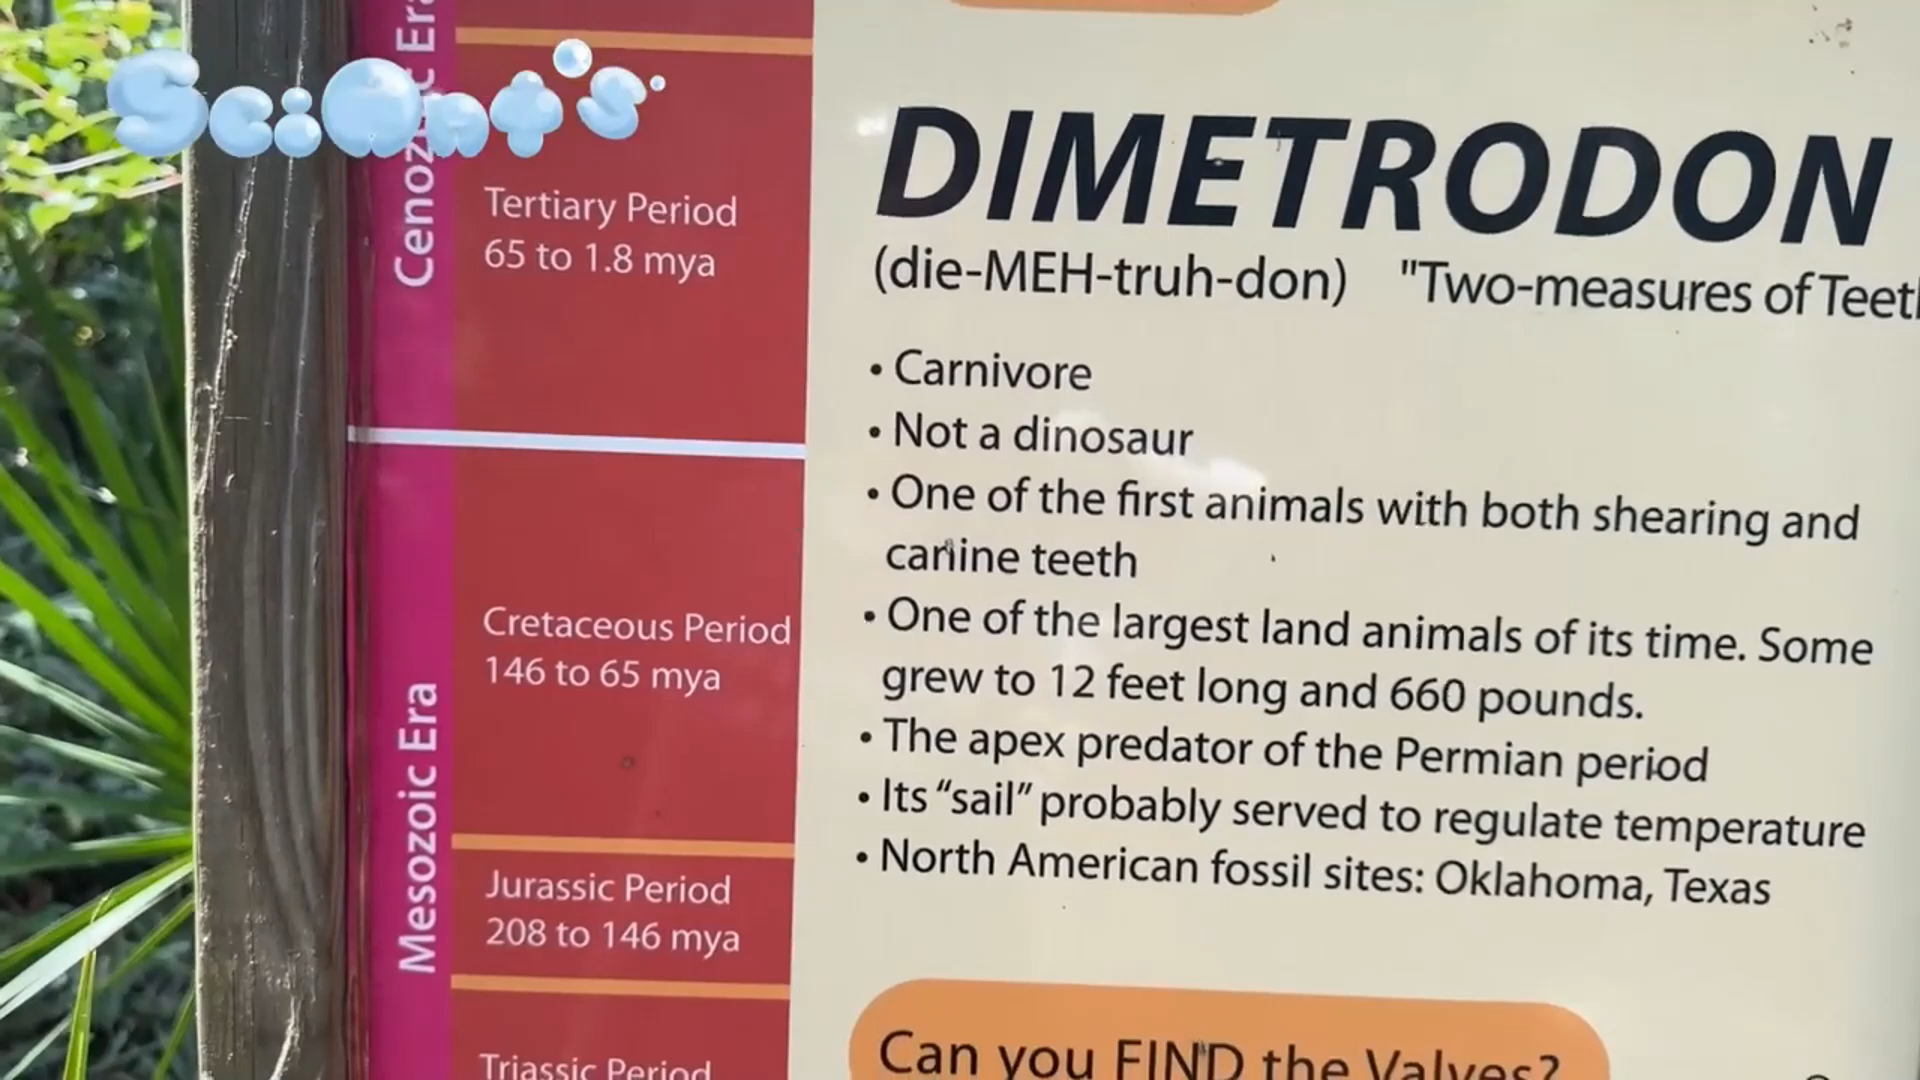 SciAnts
Cenozoic Era
Tertiary Period
65 to 1.8 mya
Mesozoic Era
Cretaceous Period
146 to 65 mya
Jurassic Period
208 to 146 mya
Triassic Period
DIMETRODON
(die-MEH-truh-don) "Two-measures of Teeth
• Carnivore
• Not a dinosaur
• One of the first animals with both shearing and
canine teeth
• One of the largest land animals of its time. Some
grew to 12 feet long and 660 pounds.
• The apex predator of the Permian period
• Its “sail” probably served to regulate temperature
• North American fossil sites: Oklahoma, Texas
Can you FIND the Valves?